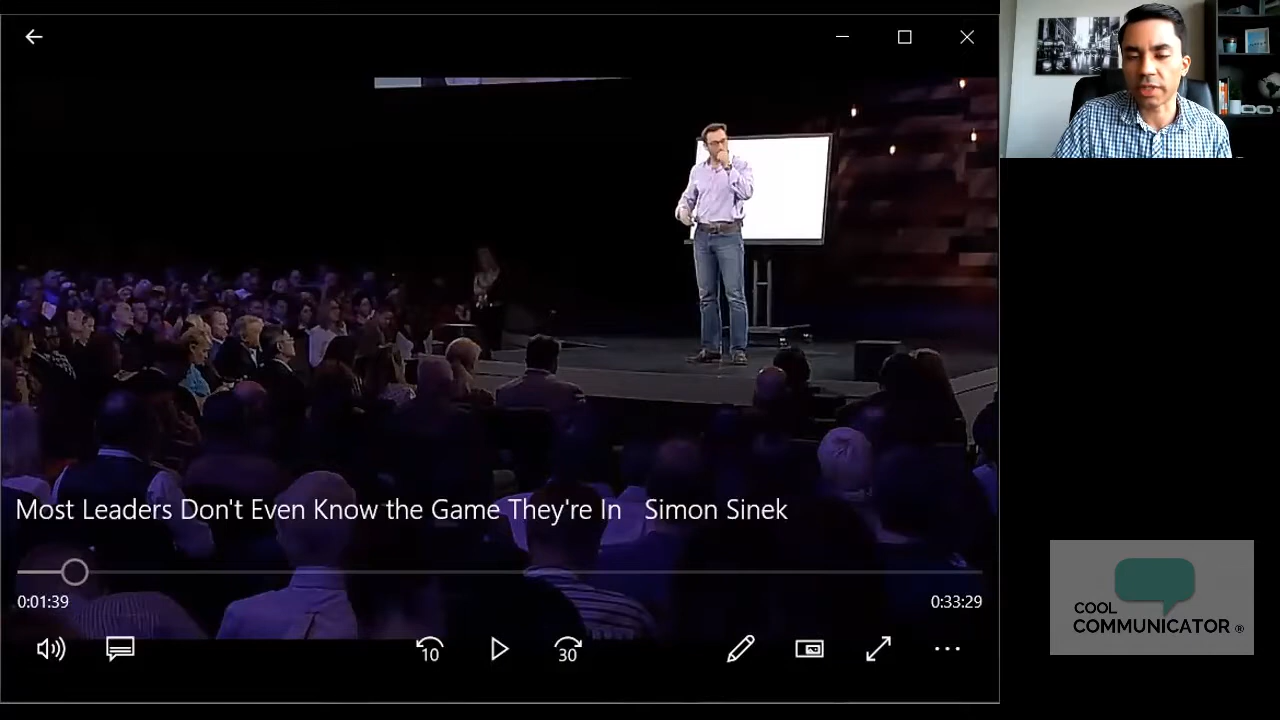 Most Leaders Don't Even Know the Game They're In Simon Sinek
0:01:39
0:33:29
10
30
COOL
COMMUNICATOR ®